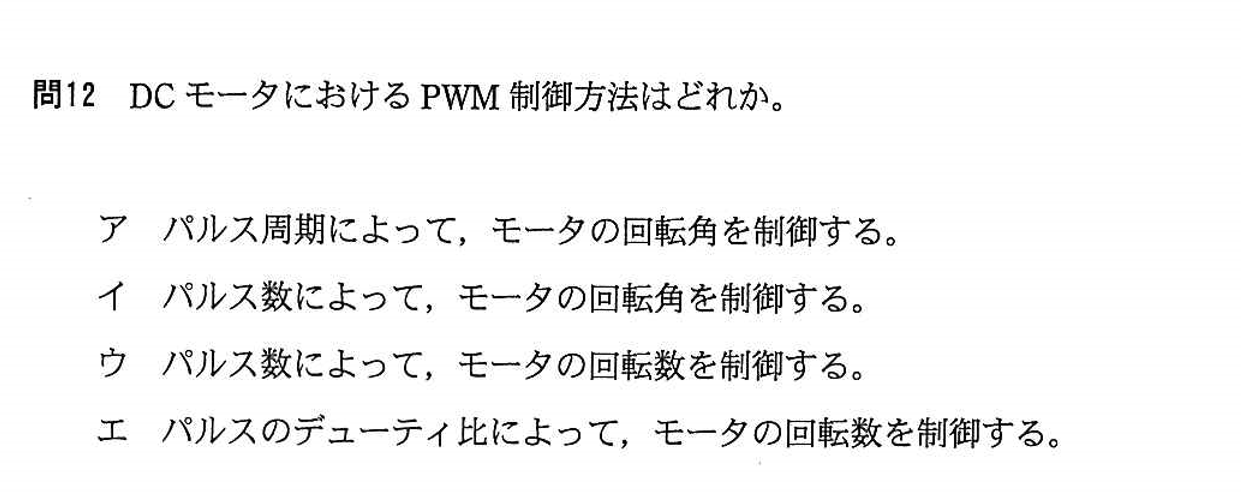 問12 DCモータにおけるPWM制御方法はどれか。
ア パルス周期によって，モータの回転角を制御する。
イ パルス数によって，モータの回転角を制御する。
ウ パルス数によって，モータの回転数を制御する。
エ パルスのデューティ比によって，モータの回転数を制御する。